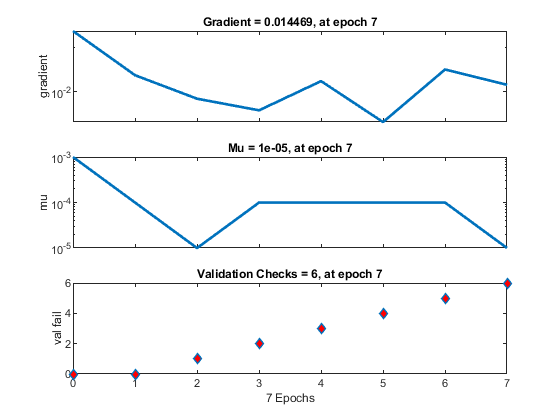 Gradient = 0.014469, at epoch 7
gradient
10-2
Mu = 1e-05, at epoch 7
mu
10-3
10-4
10-5
Validation Checks = 6, at epoch 7
val fail
6
4
2
0
0 1 2 3 4 5 6 7
7 Epochs